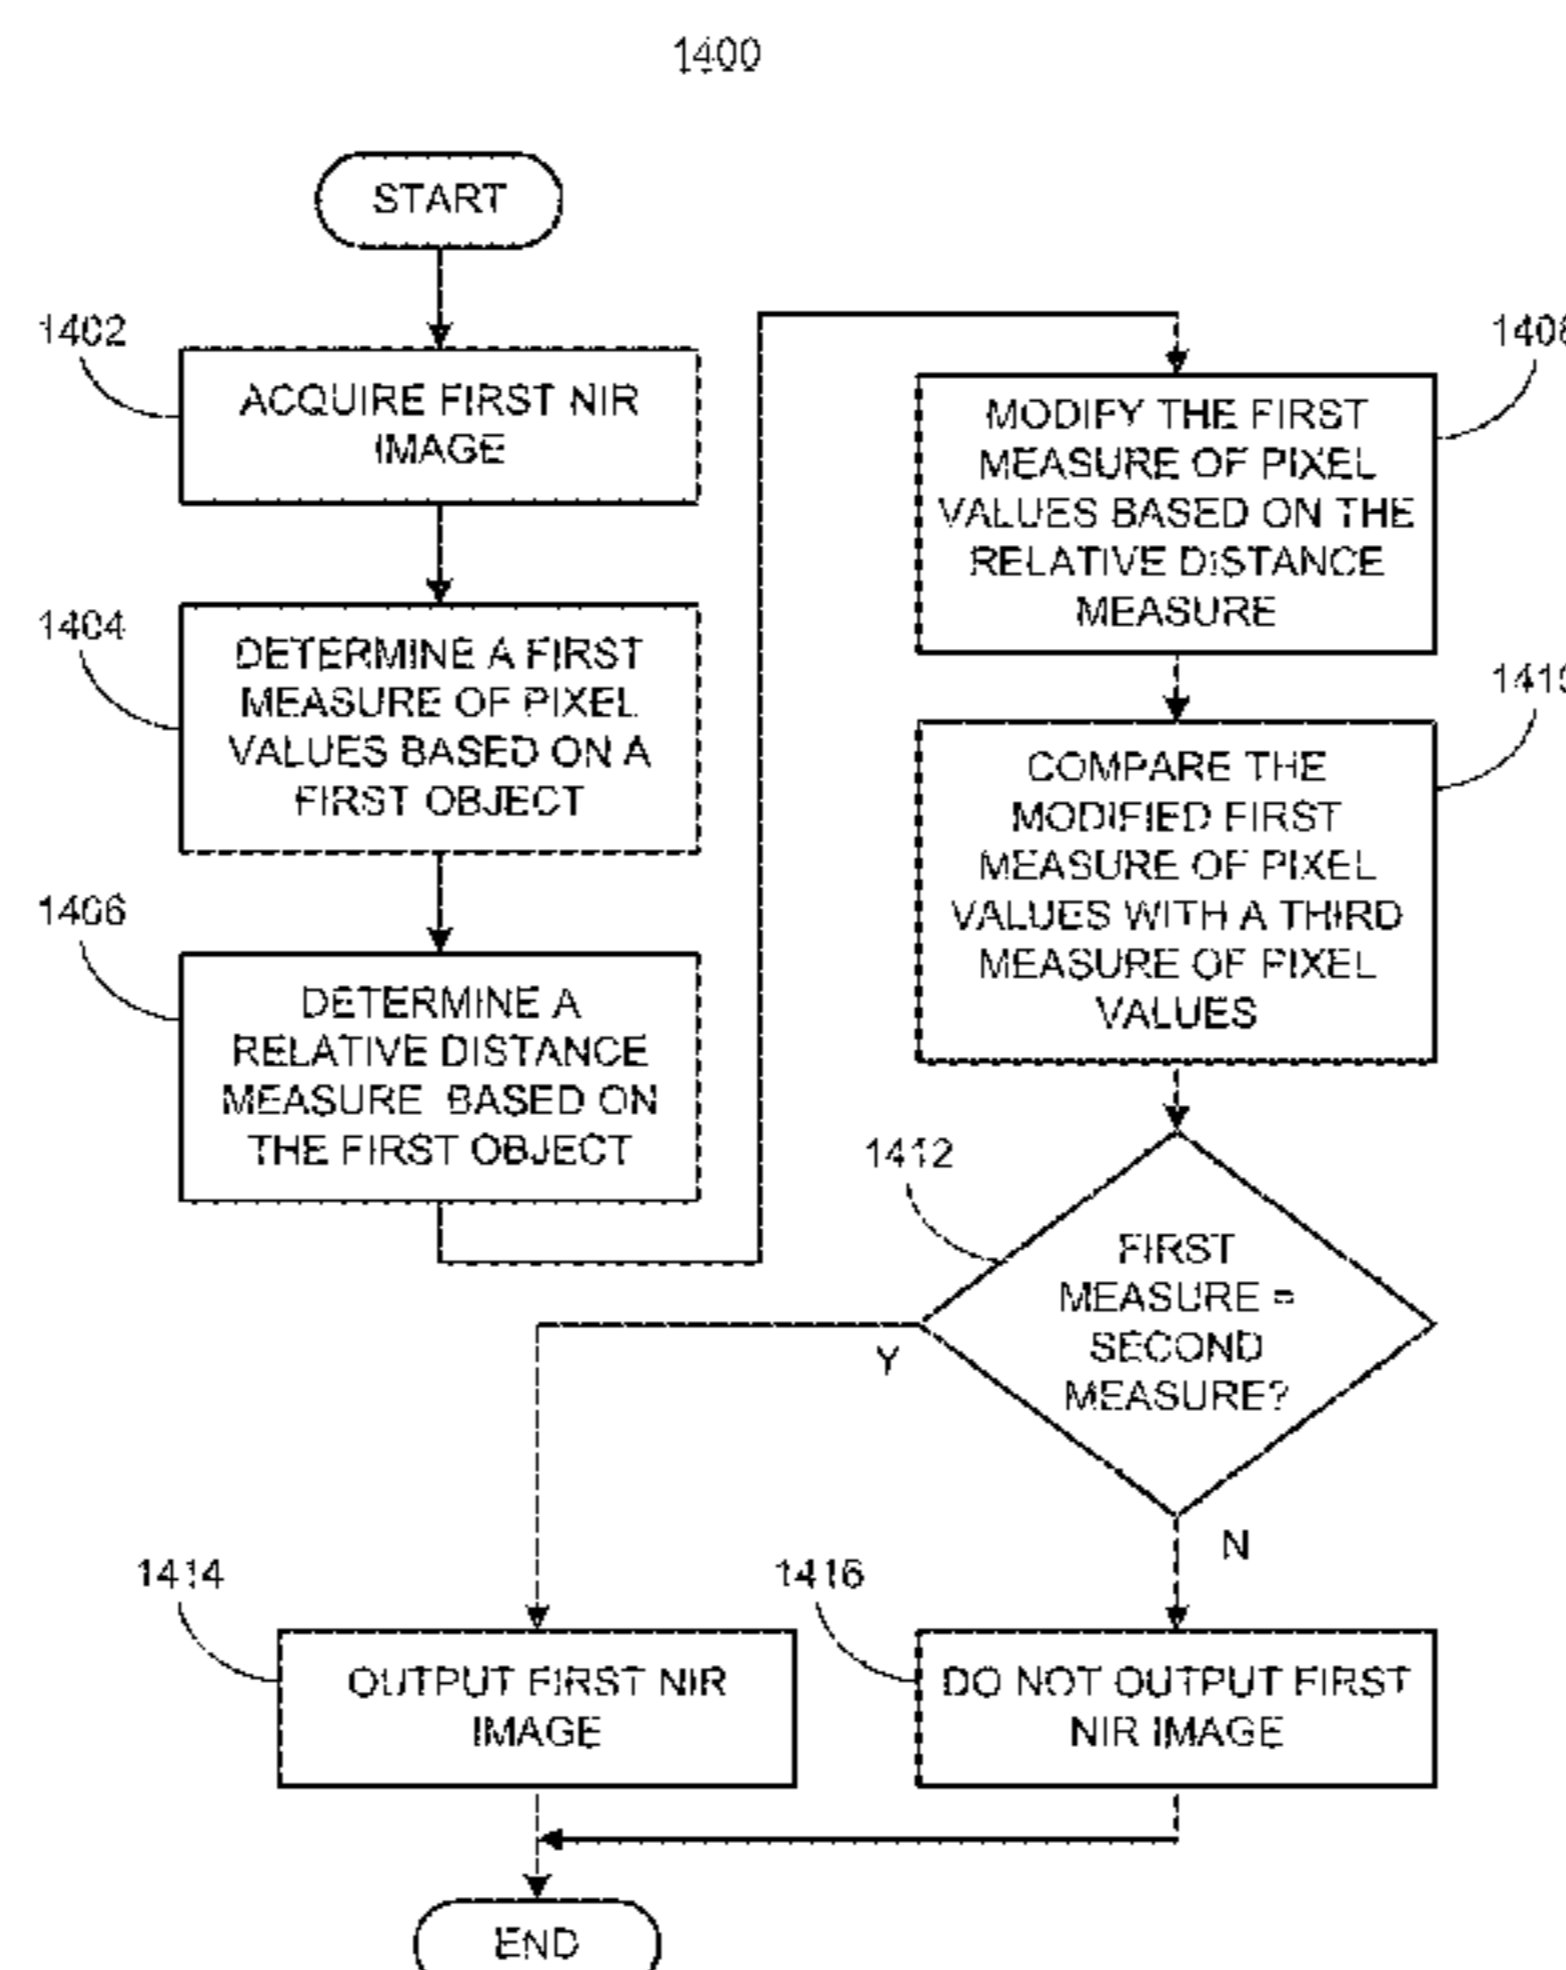 1400
START
1402
ACQUIRE FIRST NIR
IMAGE
1404
DETERMINE A FIRST
MEASURE OF PIXEL
VALUES BASED ON A
FIRST OBJECT
1406
DETERMINE A
RELATIVE DISTANCE
MEASURE BASED ON
THE FIRST OBJECT
1408
MODIFY THE FIRST
MEASURE OF PIXEL
VALUES BASED ON THE
RELATIVE DISTANCE
MEASURE
COMPARE THE
MODIFIED FIRST
MEASURE OF PIXEL
VALUES WITH A THIRD
MEASURE OF PIXEL
VALUES
1412
FIRST
MEASURE =
SECOND
MEASURE?
Y
N
1414
OUTPUT FIRST NIR
IMAGE
1416
DO NOT OUTPUT FIRST
NIR IMAGE
END